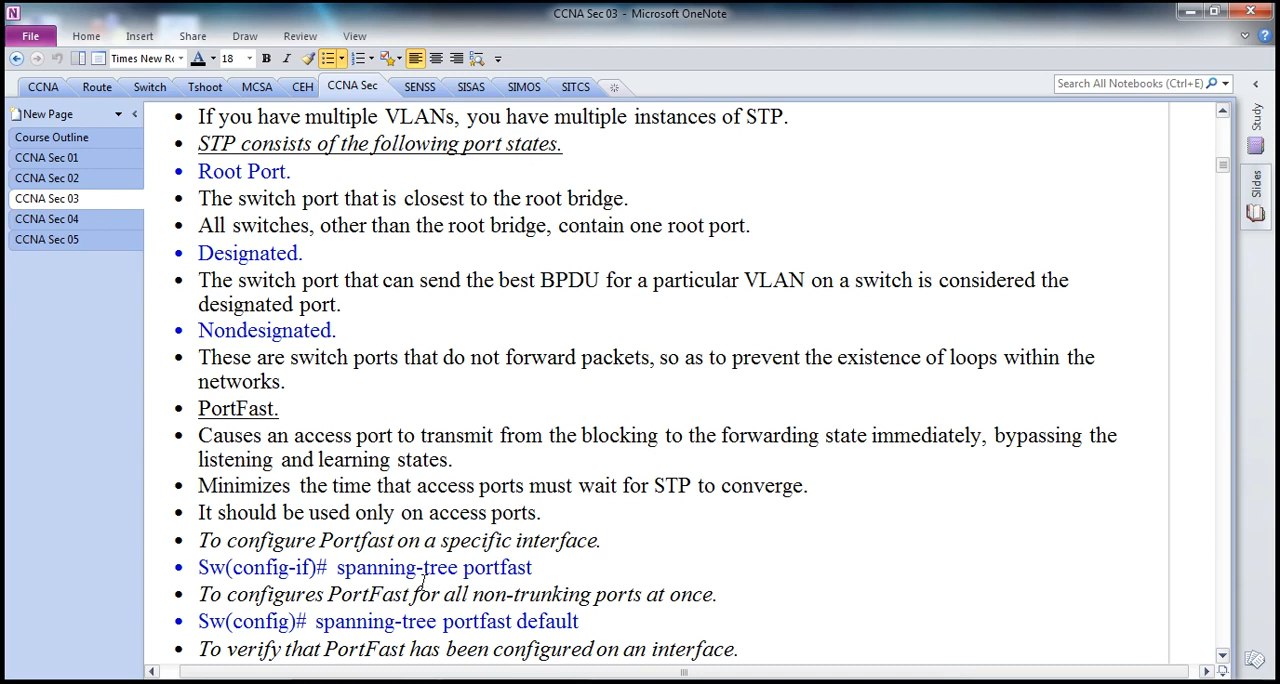 CCNA Sec 03 - Microsoft OneNote
File Home Insert Share Draw Review View
Times New Ro 18 B I
CCNA Route Switch Tshoot MCSA CEH CCNA Sec SENSS SISAS SIMOS SITCS Search All Notebooks (Ctrl+E)
New Page
Course Outline
CCNA Sec 01
CCNA Sec 02
CCNA Sec 03
CCNA Sec 04
CCNA Sec 05
• If you have multiple VLANs, you have multiple instances of STP.
• STP consists of the following port states.
• Root Port.
• The switch port that is closest to the root bridge.
• All switches, other than the root bridge, contain one root port.
• Designated.
• The switch port that can send the best BPDU for a particular VLAN on a switch is considered the
designated port.
• Nondesignated.
• These are switch ports that do not forward packets, so as to prevent the existence of loops within the
networks.
• PortFast.
• Causes an access port to transmit from the blocking to the forwarding state immediately, bypassing the
listening and learning states.
• Minimizes the time that access ports must wait for STP to converge.
• It should be used only on access ports.
• To configure Portfast on a specific interface.
• Sw(config-if)# spanning-tree portfast
• To configures PortFast for all non-trunking ports at once.
• Sw(config)# spanning-tree portfast default
• To verify that PortFast has been configured on an interface.
Study
Slides